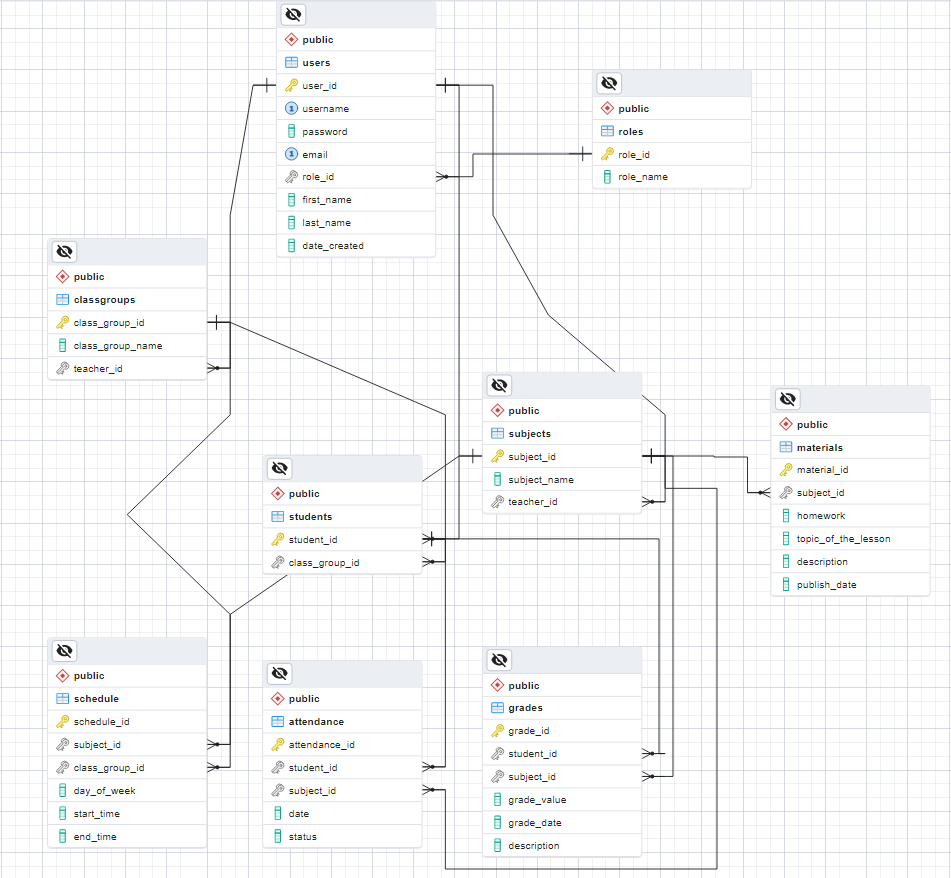 public
users
user_id
1 username
password
1 email
role_id
first_name
last_name
date_created
public
roles
role_id
role_name
public
classgroups
class_group_id
class_group_name
teacher_id
public
subjects
subject_id
subject_name
teacher_id
public
materials
material_id
subject_id
homework
topic_of_the_lesson
description
publish_date
public
students
student_id
class_group_id
public
schedule
schedule_id
subject_id
class_group_id
day_of_week
start_time
end_time
public
attendance
attendance_id
student_id
subject_id
date
status
public
grades
grade_id
student_id
subject_id
grade_value
grade_date
description